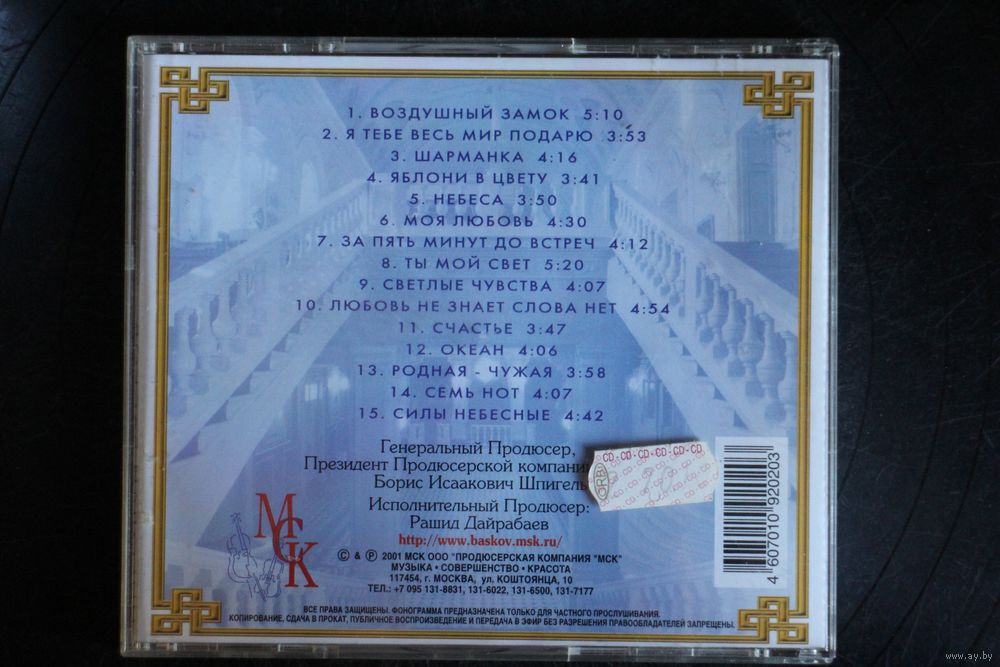 1. ВОЗДУШНЫЙ ЗАМОК 5:10
2. Я ТЕБЕ ВЕСЬ МИР ПОДАРЮ 3:53
3. ШАРМАНКА 4:16
4. ЯБЛОНИ В ЦВЕТУ 3:41
5. НЕБЕСА 3:50
6. МОЯ ЛЮБОВЬ 4:30
7. ЗА ПЯТЬ МИНУТ ДО ВСТРЕЧ 4:12
8. ТЫ МОЙ СВЕТ 5:20
9. СВЕТЛЫЕ ЧУВСТВА 4:07
10. ЛЮБОВЬ НЕ ЗНАЕТ СЛОВА НЕТ 4:54
11. СЧАСТЬЕ 3:47
12. ОКЕАН 4:06
13. РОДНАЯ - ЧУЖАЯ 3:58
14. СЕМЬ НОТ 4:07
15. СИЛЫ НЕБЕСНЫЕ 4:42
Генеральный Продюсер,
Президент Продюсерской
Борис Исаакович
Исполнительный Продюсер:
Рашид Дайрабаев
http://www.baskov.msk.ru/
МСК
© & ℗ 2001 МСК ООО "ПРОДЮСЕРСКАЯ КОМПАНИЯ "МСК"
МУЗЫКА • СОВЕРШЕНСТВО • КРАСОТА
117454, г. МОСКВА, ул. КОШТОЯНЦА, 10
ТЕЛ.: +7 095 131-8831, 131-6022, 131-6500, 131-7177
CD • CD • CD • CD • CD • CD
4 607010 920203
ВСЕ ПРАВА ЗАЩИЩЕНЫ. ФОНОГРАММА ПРЕДНАЗНАЧЕНА ТОЛЬКО ДЛЯ ЧАСТНОГО ПРОСЛУШИВАНИЯ.
КОПИРОВАНИЕ, СДАЧА В ПРОКАТ, ПУБЛИЧНОЕ ВОСПРОИЗВЕДЕНИЕ И ПЕРЕДАЧА В ЭФИР БЕЗ РАЗРЕШЕНИЯ ПРАВООБЛАДАТЕЛЕЙ ЗАПРЕЩЕНЫ.
www.ay.by